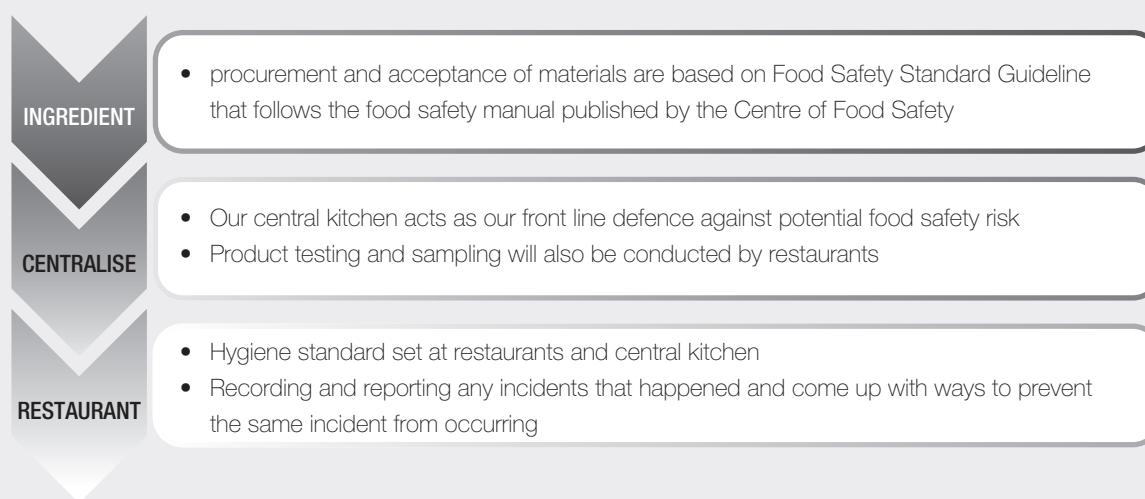 INGREDIENT
• procurement and acceptance of materials are based on Food Safety Standard Guideline
that follows the food safety manual published by the Centre of Food Safety
CENTRALISE
• Our central kitchen acts as our front line defence against potential food safety risk
• Product testing and sampling will also be conducted by restaurants
RESTAURANT
• Hygiene standard set at restaurants and central kitchen
• Recording and reporting any incidents that happened and come up with ways to prevent
the same incident from occurring